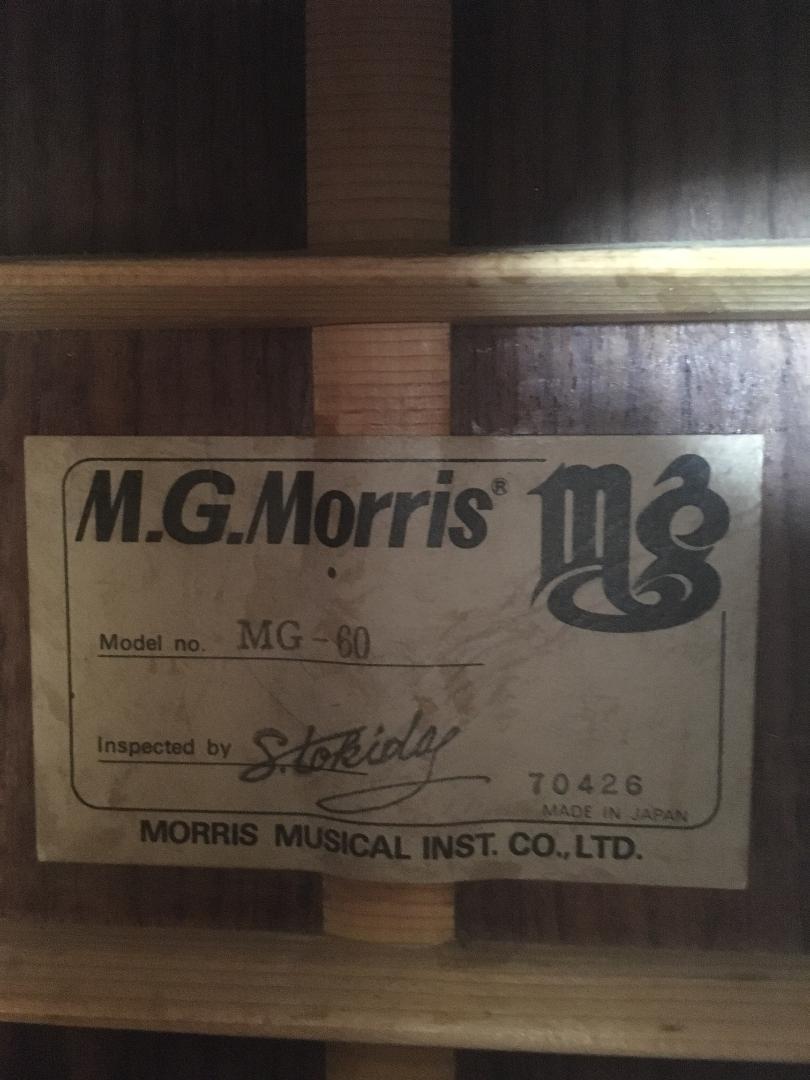 M.G.Morris® mg
Model no. MG-60
Inspected by S.tokida
70426
MADE IN JAPAN
MORRIS MUSICAL INST. CO.,LTD.